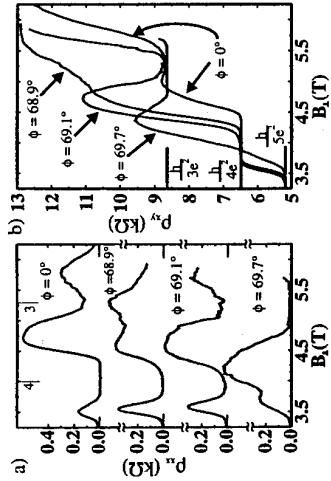 a)
ρxx (kΩ)
0.4
0.2
0.0
0.2
0.0
0.2
0.0
0.2
0.0
4
3
ϕ=0°
ϕ=68.9°
ϕ=69.1°
ϕ=69.7°
3.5
4.5
5.5
B⊥(T)
b)
ρxy (kΩ)
13
12
11
10
9
8
7
6
5
ϕ=68.9°
ϕ=69.1°
ϕ=69.7°
ϕ=0°
h
3e²
h
4e²
h
5e²
3.5
4.5
5.5
B⊥(T)